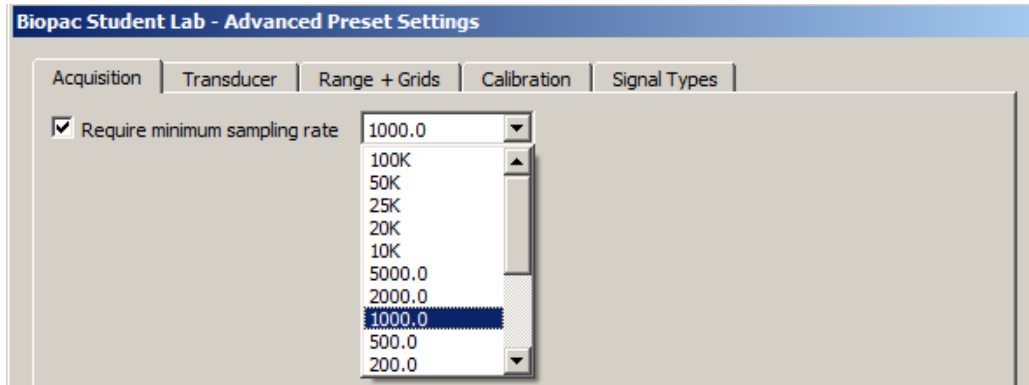 Biopac Student Lab - Advanced Preset Settings
Acquisition Transducer Range + Grids Calibration Signal Types
Require minimum sampling rate 1000.0
100K
50K
25K
20K
10K
5000.0
2000.0
1000.0
500.0
200.0